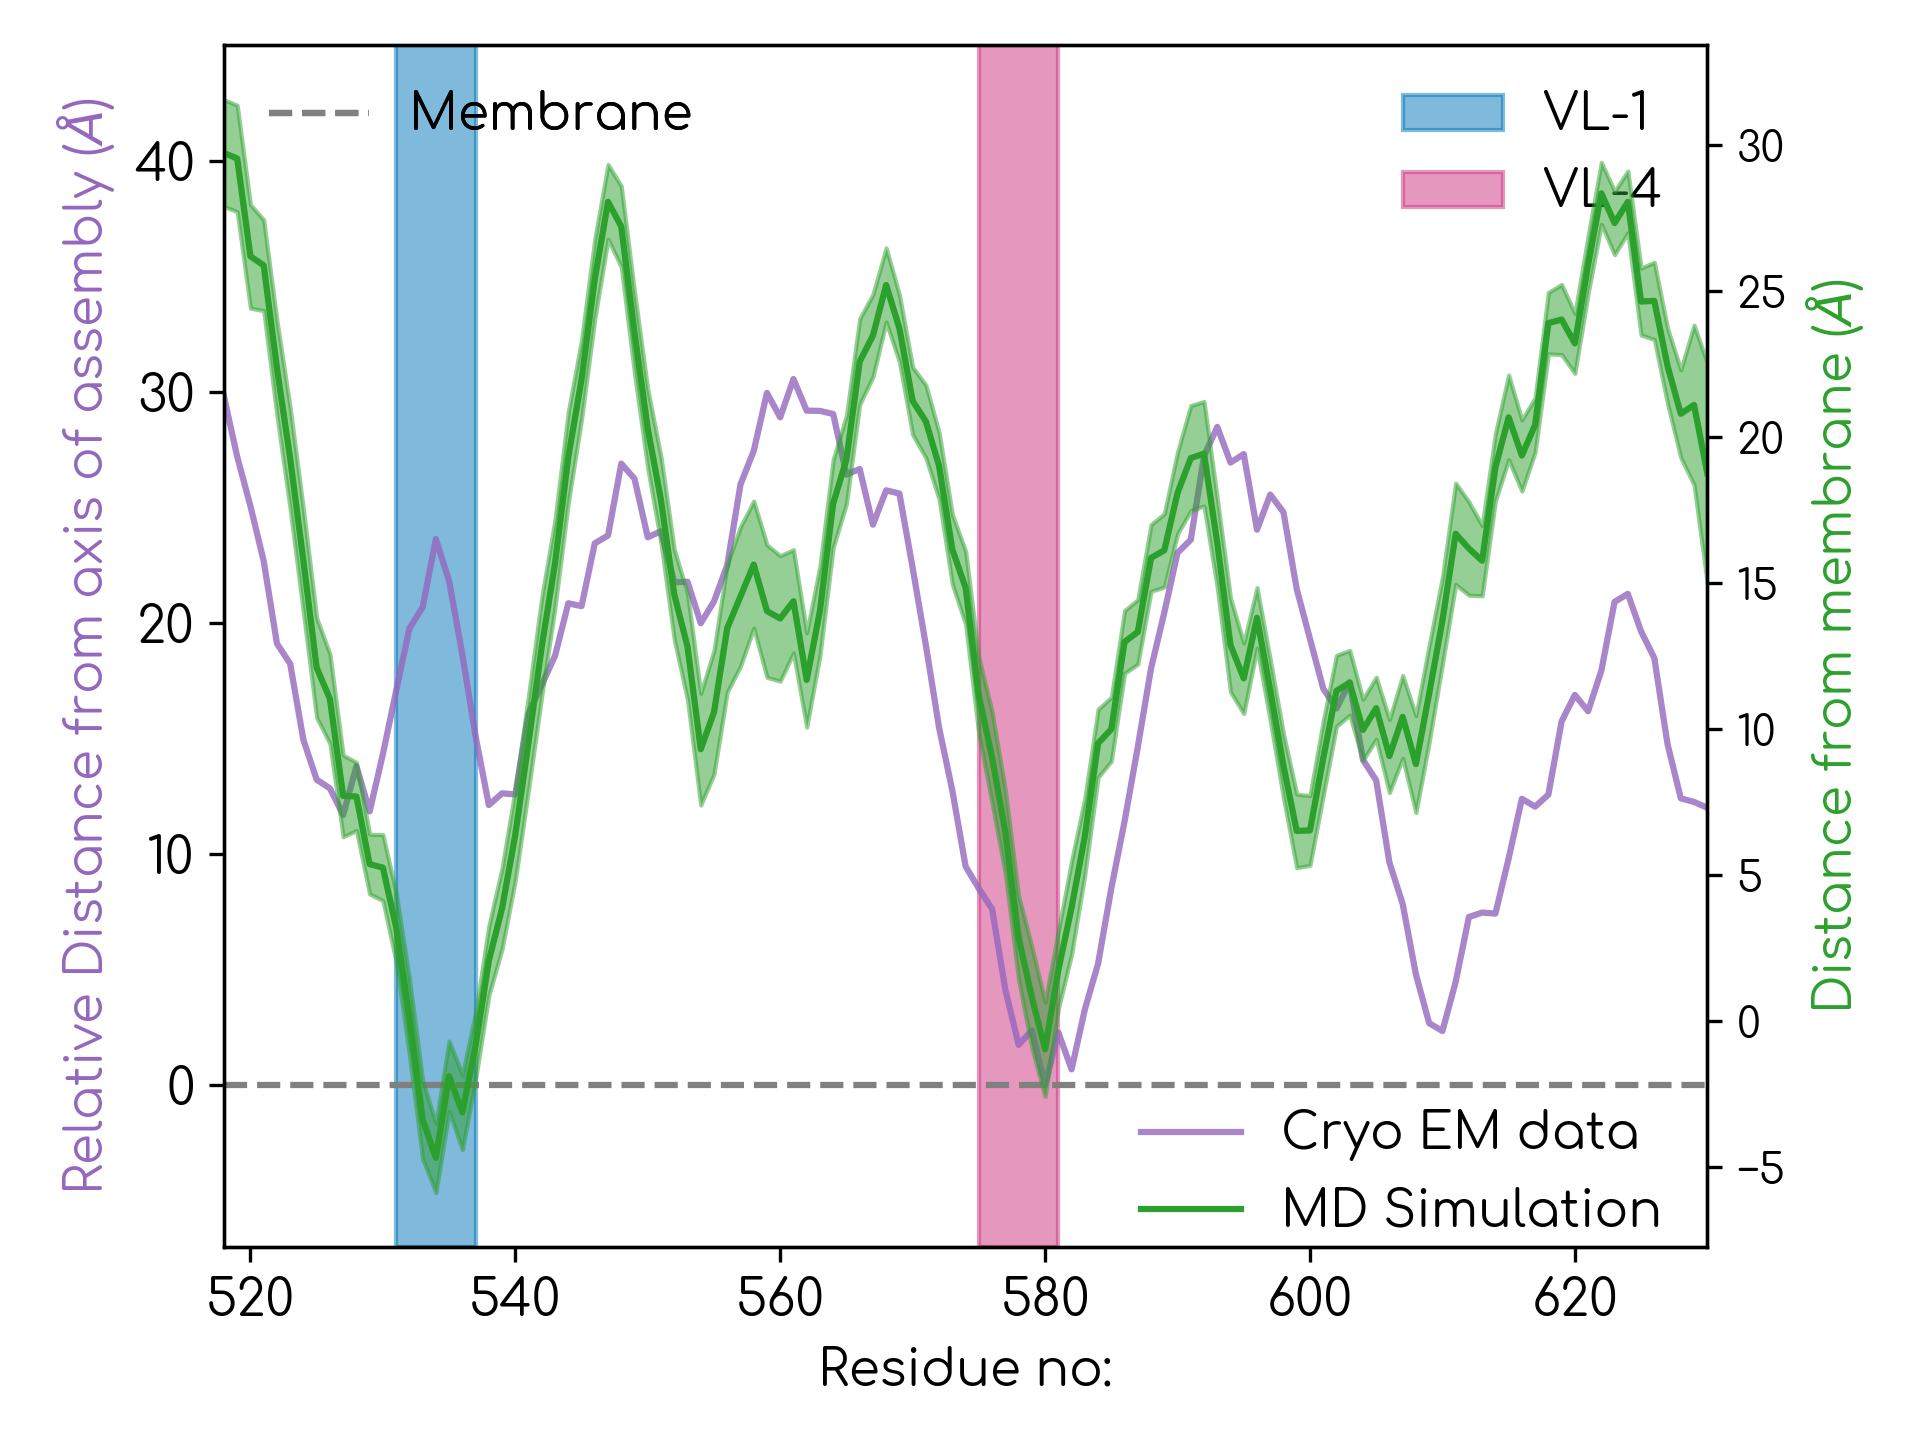 Membrane
VL-1
VL-4
Relative Distance from axis of assembly (Å)
40
30
20
10
0
30
25
20
15
10
5
0
−5
Distance from membrane (Å)
Cryo EM data
MD Simulation
520 540 560 580 600 620
Residue no: